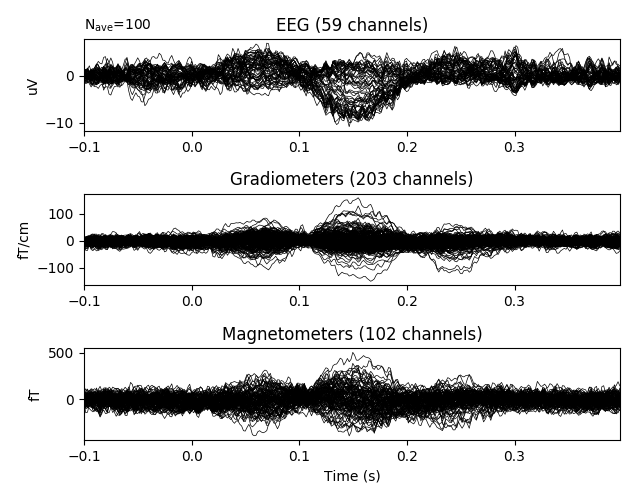 Nave=100
EEG (59 channels)
uV
0
−10
−0.1 0.0 0.1 0.2 0.3
Gradiometers (203 channels)
fT/cm
100
0
−100
−0.1 0.0 0.1 0.2 0.3
Magnetometers (102 channels)
fT
500
0
−0.1 0.0 0.1 0.2 0.3
Time (s)